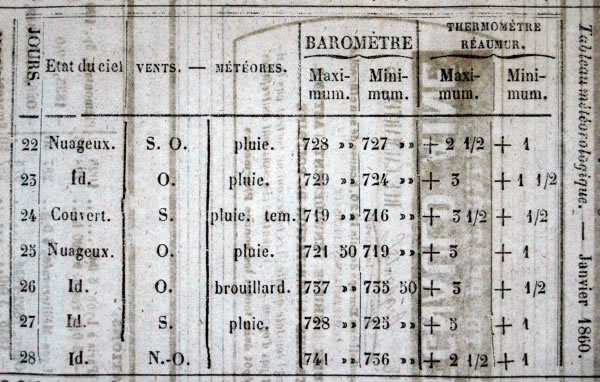 JOURS.
Etat du ciel
VENTS. — MÉTÉORES.
BAROMÈTRE
THERMOMÈTRE
RÉAUMUR.
Maxi-
mum.
Mini-
mum.
Maxi-
mum.
Mini-
mum.
22 Nuageux. S. O. pluie. 728 »» 727 »» + 2 1/2 + 1
23 Id. O. pluie. 729 »» 724 »» + 3 + 1 1/2
24 Couvert. S. pluie. tem. 719 »» 716 »» + 3 1/2 + 1/2
25 Nuageux. O. pluie. 721 50 719 »» + 3 + 1
26 Id. O. brouillard. 737 »» 735 50 + 3 + 1/2
27 Id. S. pluie. 728 »» 725 »» + 5 + 1
28 Id. N.-O. 741 »» 736 »» + 2 1/2 + 1
Tableau météorologique. — Janvier 1860.